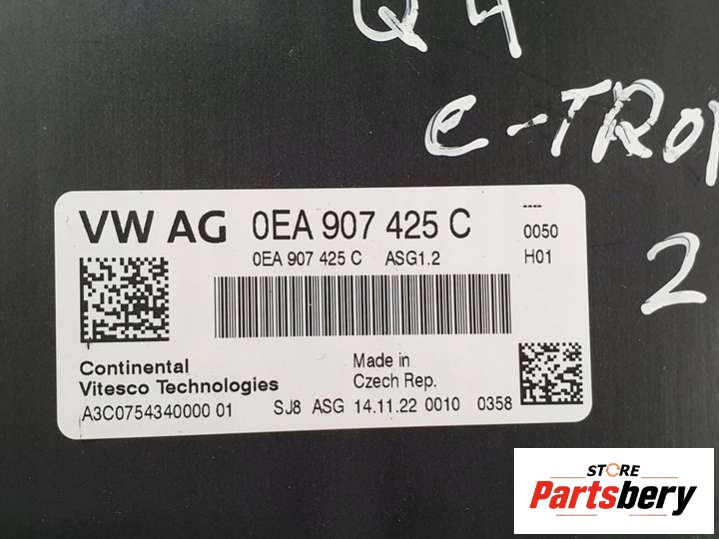 Q4
e-TRON
2
VW AG 0EA 907 425 C
----
0050
0EA 907 425 C ASG1.2
H01
Continental
Vitesco Technologies
Made in
Czech Rep.
A3C0754340000 01 SJ8 ASG 14.11.22 0010 0358
STORE
Partsbery